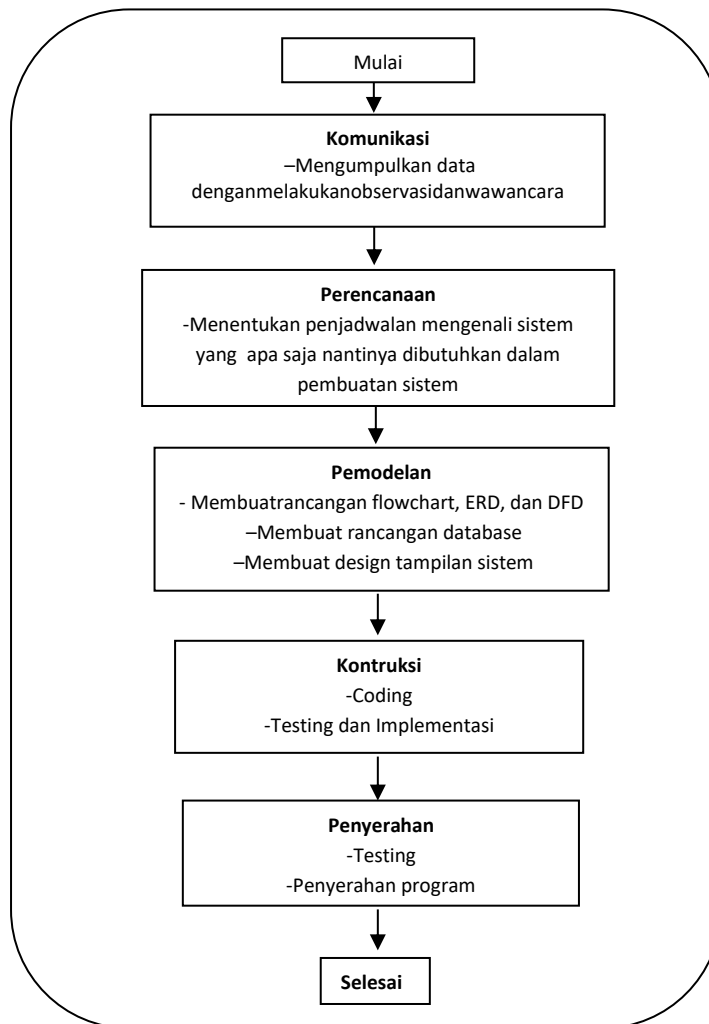 Mulai
Komunikasi
–Mengumpulkan data
denganmelakukanobservasidanwawancara
Perencanaan
-Menentukan penjadwalan mengenali sistem
yang apa saja nantinya dibutuhkan dalam
pembuatan sistem
Pemodelan
- Membuatrancangan flowchart, ERD, dan DFD
–Membuat rancangan database
–Membuat design tampilan sistem
Kontruksi
-Coding
-Testing dan Implementasi
Penyerahan
-Testing
-Penyerahan program
Selesai